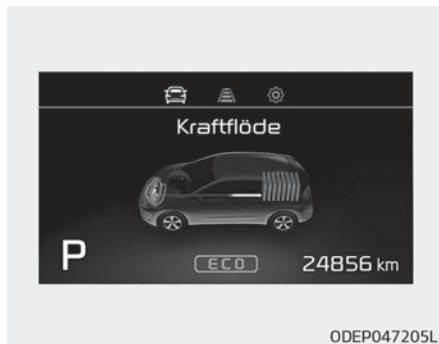 Kraftflöde
P
ECO
24856 km
ODEP047205L